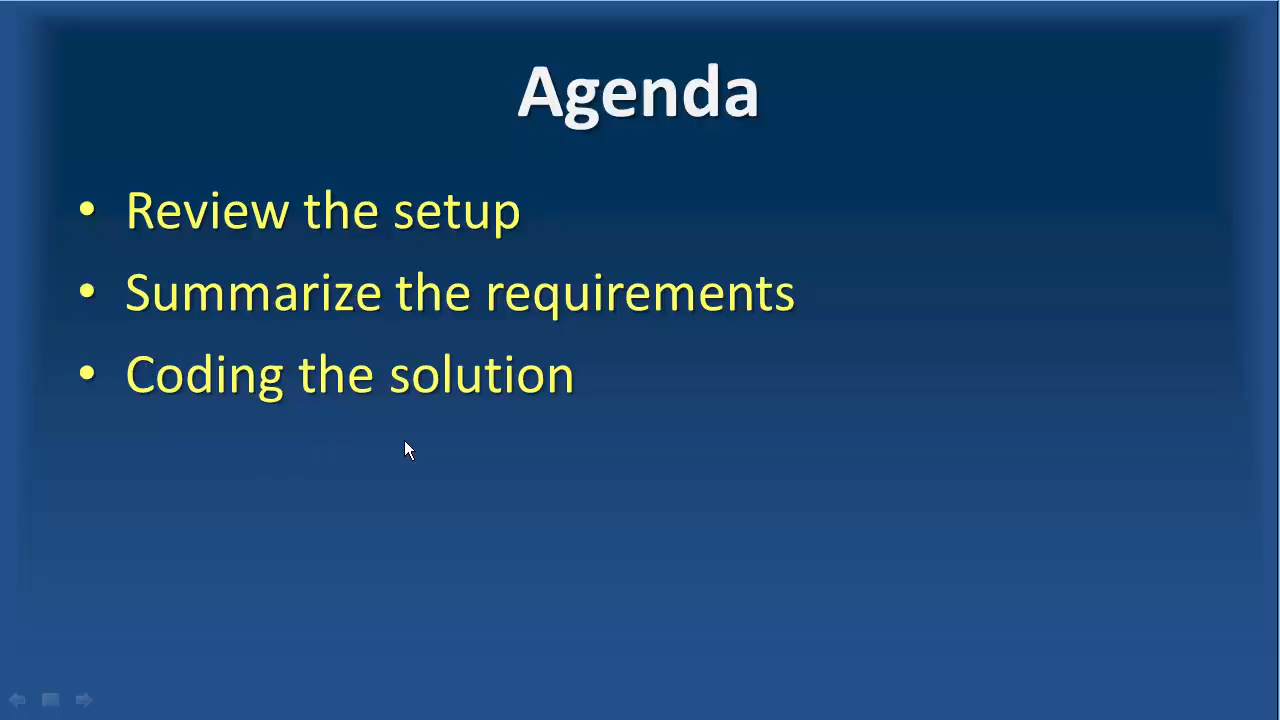 Agenda
• Review the setup
• Summarize the requirements
• Coding the solution